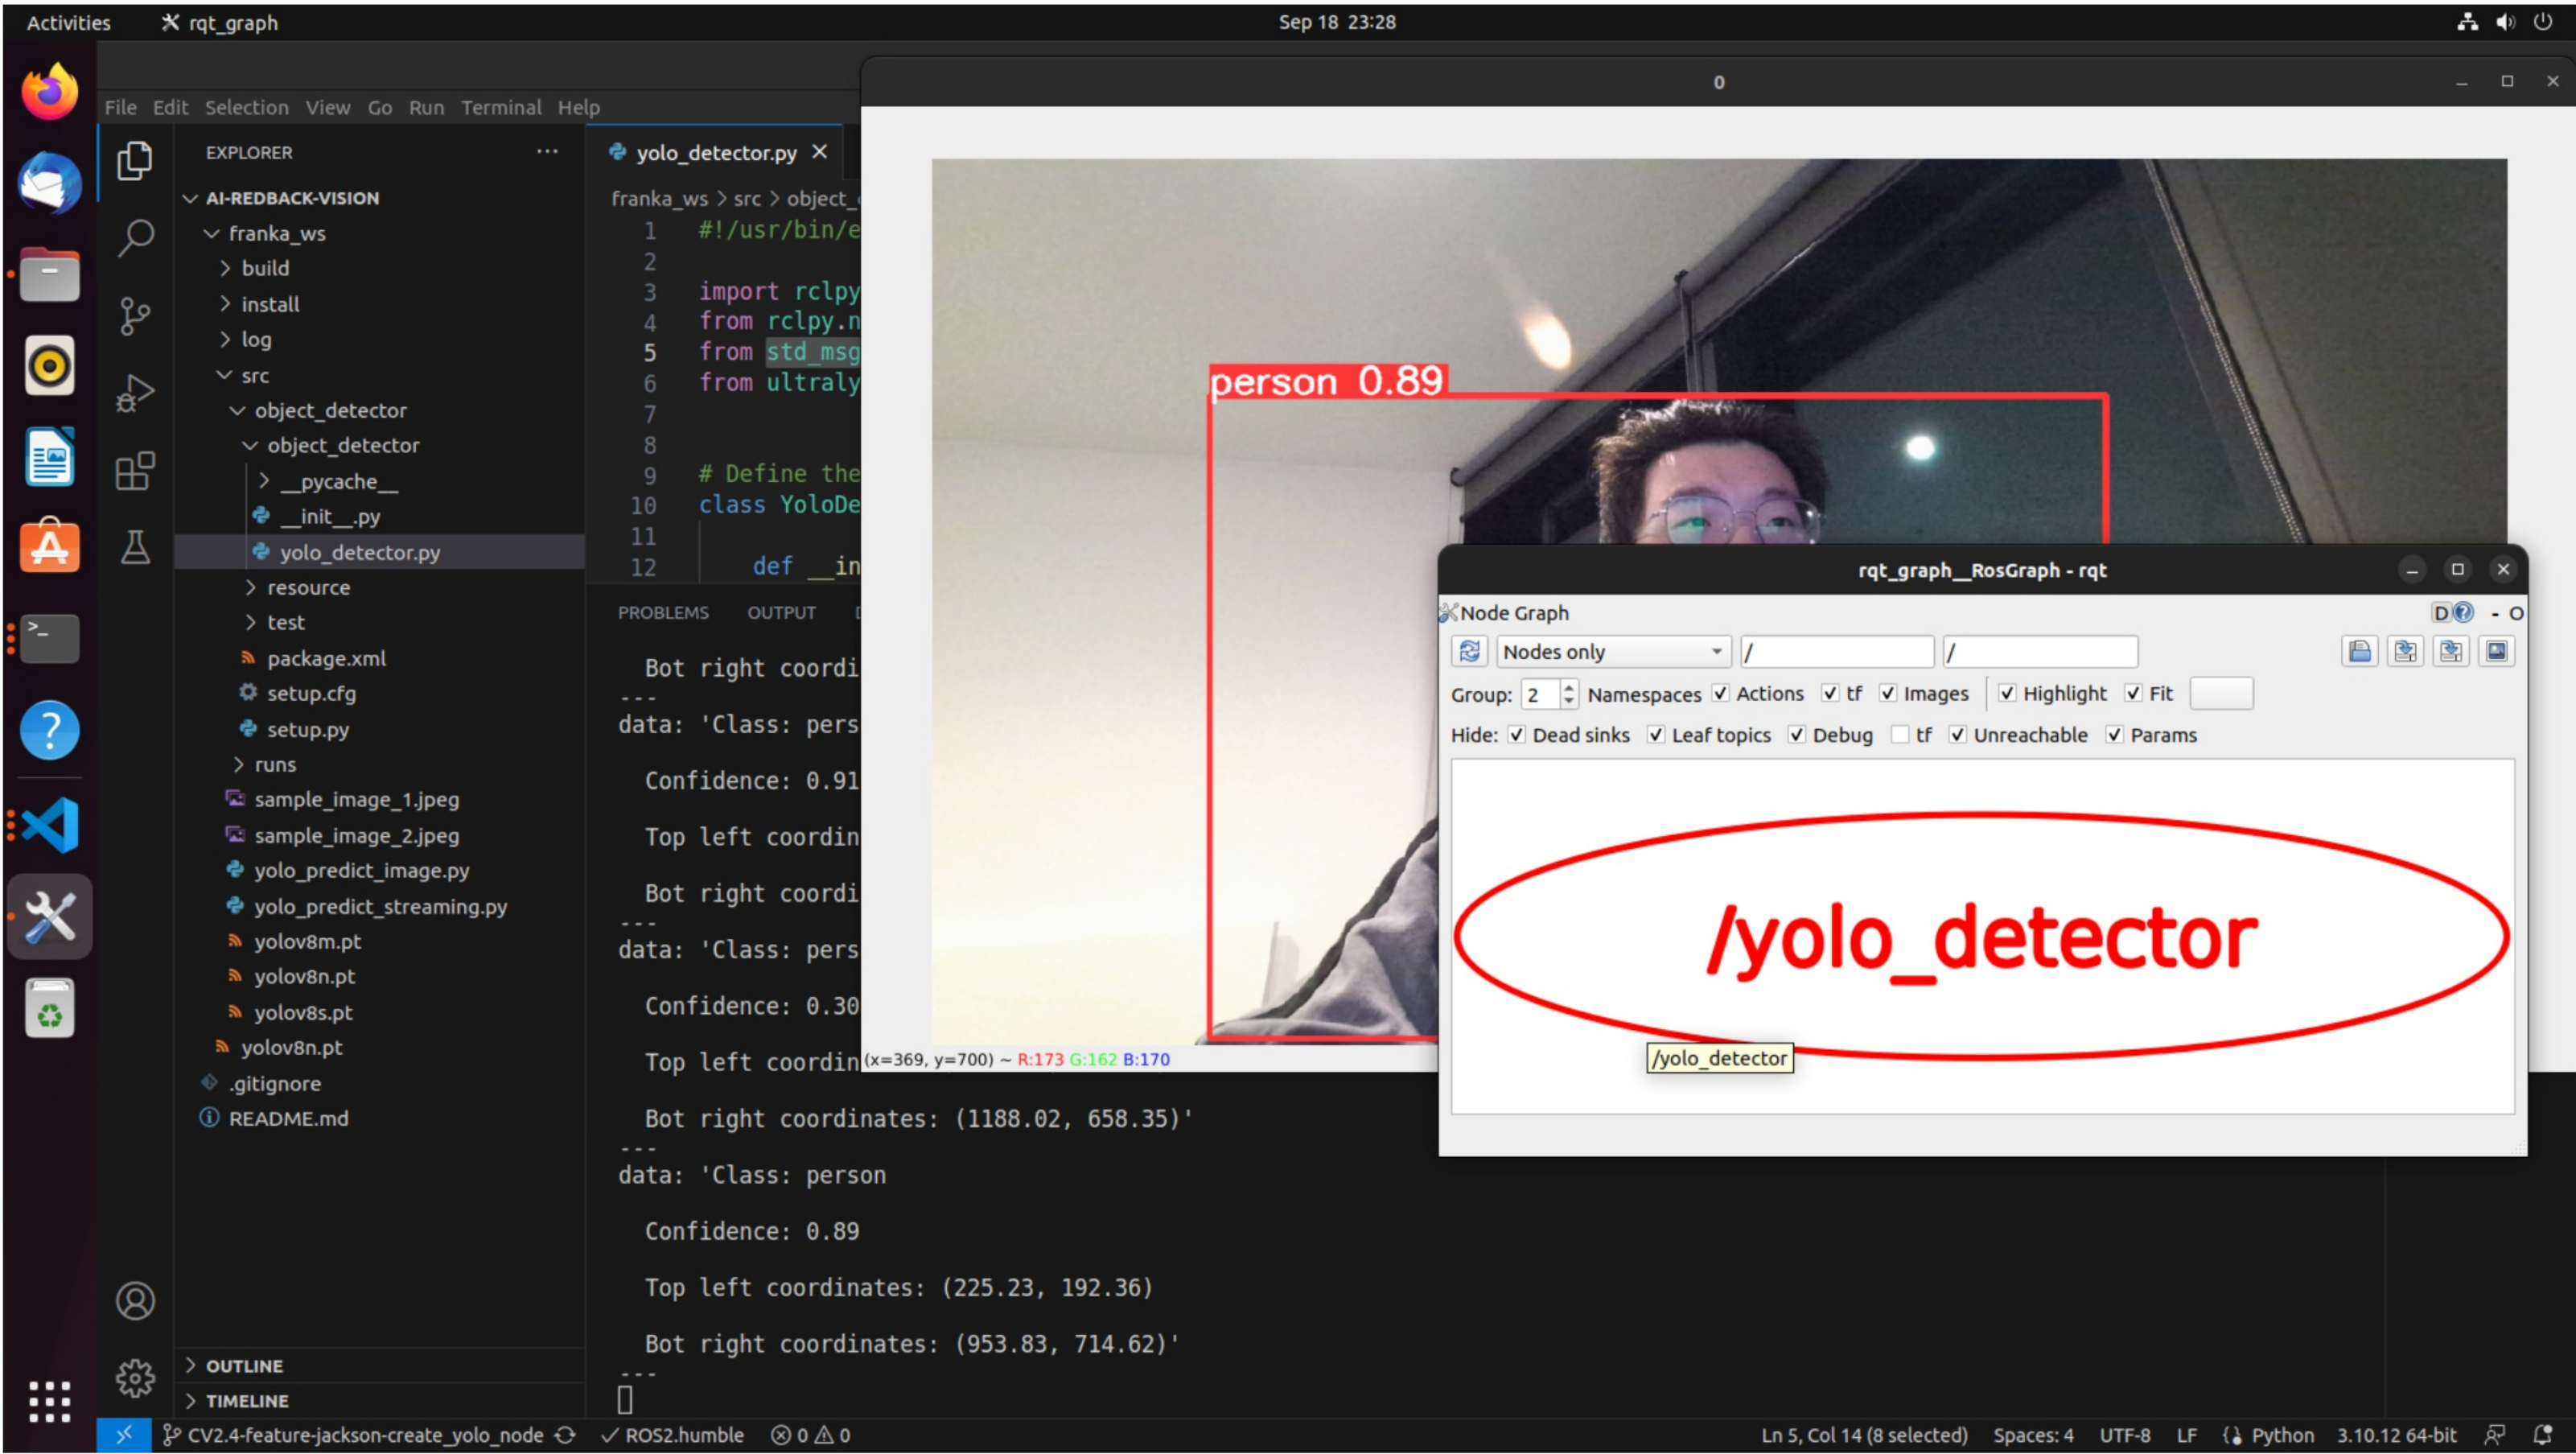 Activities rqt_graph Sep 18 23:28
0
File Edit Selection View Go Run Terminal Help
EXPLORER ···
AI-REDBACK-VISION
franka_ws
build
install
log
src
object_detector
object_detector
__pycache__
__init__.py
yolo_detector.py
resource
test
package.xml
setup.cfg
setup.py
runs
sample_image_1.jpeg
sample_image_2.jpeg
yolo_predict_image.py
yolo_predict_streaming.py
yolov8m.pt
yolov8n.pt
yolov8s.pt
yolov8n.pt
.gitignore
README.md
OUTLINE
TIMELINE
yolo_detector.py
franka_ws > src > object_
1 #!/usr/bin/e
2
3 import rclpy
4 from rclpy.n
5 from std_msg
6 from ultraly
7
8
9 # Define the
10 class YoloDe
11
12 def __in
PROBLEMS OUTPUT
Bot right coordi
---
data: 'Class: pers
Confidence: 0.91
Top left coordin
Bot right coordi
---
data: 'Class: pers
Confidence: 0.30
Top left coordin
Bot right coordinates: (1188.02, 658.35)'
---
data: 'Class: person
Confidence: 0.89
Top left coordinates: (225.23, 192.36)
Bot right coordinates: (953.83, 714.62)'
---
person 0.89
(x=369, y=700) ~ R:173 G:162 B:170
rqt_graph__RosGraph - rqt
Node Graph D - O
Nodes only / /
Group: 2 Namespaces Actions tf Images Highlight Fit
Hide: Dead sinks Leaf topics Debug tf Unreachable Params
/yolo_detector
/yolo_detector
CV2.4-feature-jackson-create_yolo_node ROS2.humble 0 0 Ln 5, Col 14 (8 selected) Spaces: 4 UTF-8 LF Python 3.10.12 64-bit